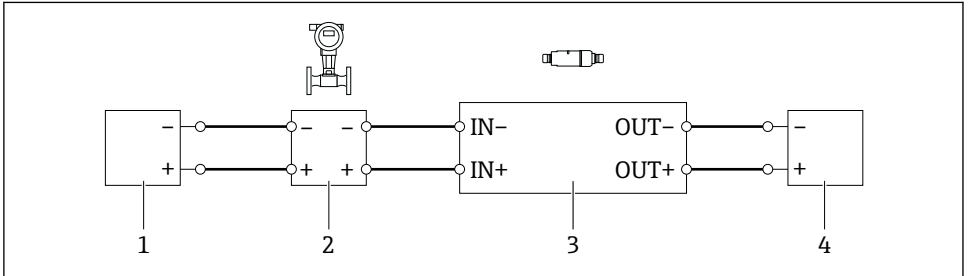 − − − IN− OUT− −
+ + + IN+ OUT+ +
1 2 3 4